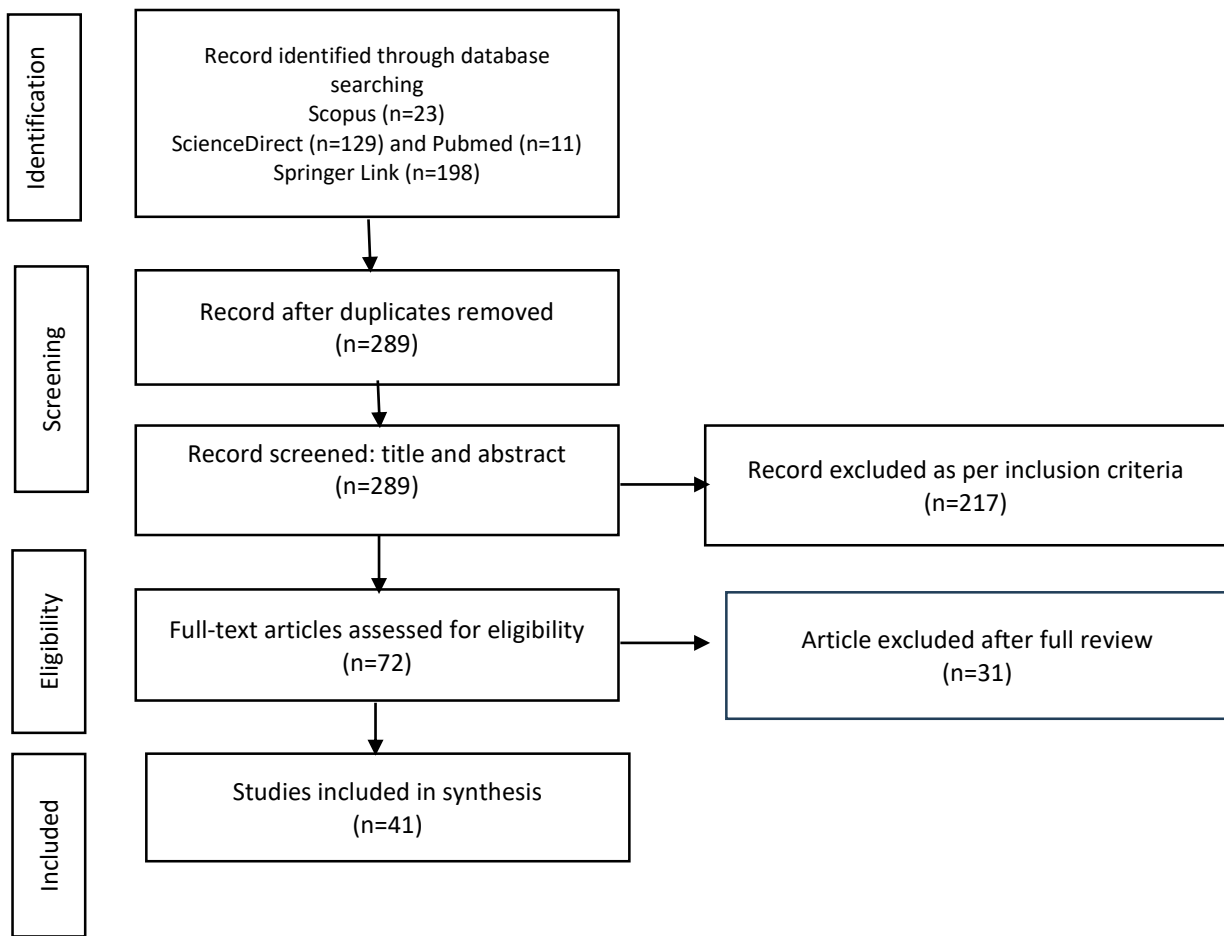 Identification
Record identified through database
searching
Scopus (n=23)
ScienceDirect (n=129) and Pubmed (n=11)
Springer Link (n=198)
Screening
Record after duplicates removed
(n=289)
Record screened: title and abstract
(n=289)
Record excluded as per inclusion criteria
(n=217)
Eligibility
Full-text articles assessed for eligibility
(n=72)
Article excluded after full review
(n=31)
Included
Studies included in synthesis
(n=41)